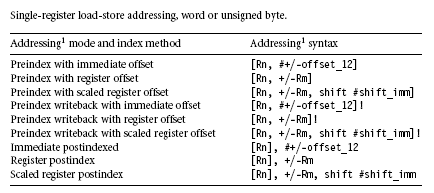 Single-register load-store addressing, word or unsigned byte.
Addressing¹ mode and index method Addressing¹ syntax
Preindex with immediate offset [Rn, #+/-offset_12]
Preindex with register offset [Rn, +/-Rm]
Preindex with scaled register offset [Rn, +/-Rm, shift #shift_imm]
Preindex writeback with immediate offset [Rn, #+/-offset_12]!
Preindex writeback with register offset [Rn, +/-Rm]!
Preindex writeback with scaled register offset [Rn, +/-Rm, shift #shift_imm]!
Immediate postindexed [Rn], #+/-offset_12
Register postindex [Rn], +/-Rm
Scaled register postindex [Rn], +/-Rm, shift #shift_imm